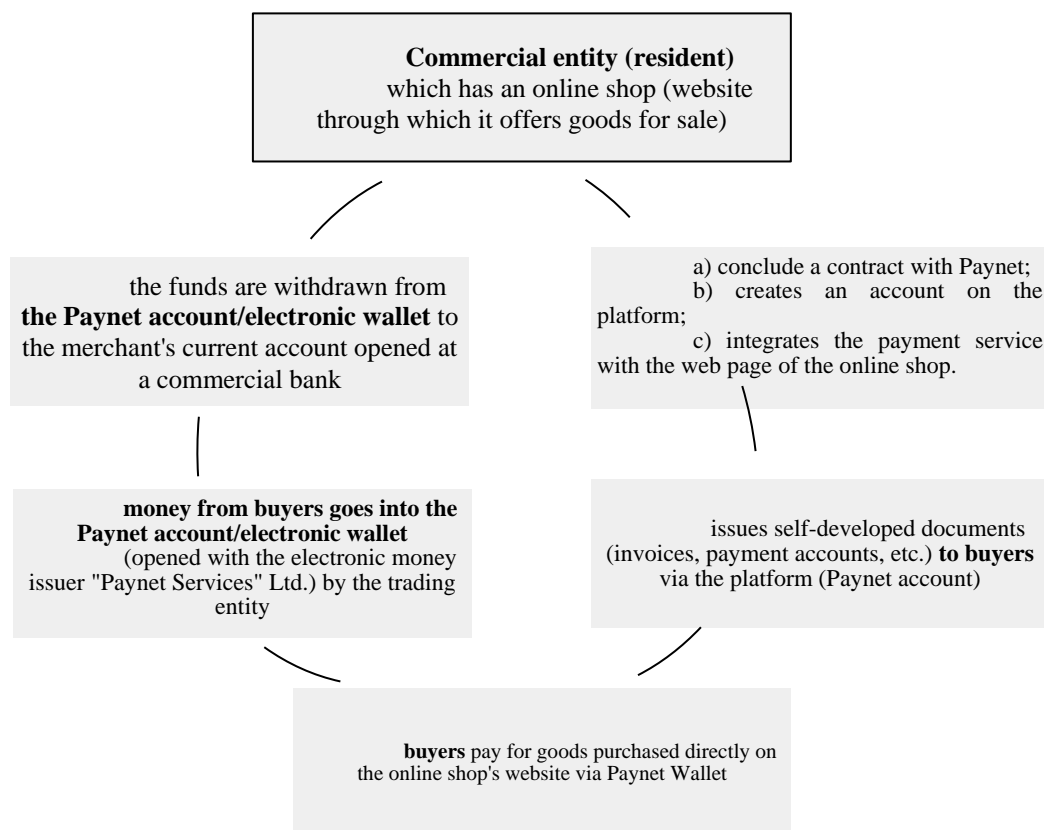 Commercial entity (resident)
which has an online shop (website
through which it offers goods for sale)
a) conclude a contract with Paynet;
b) creates an account on the
platform;
c) integrates the payment service
with the web page of the online shop.
issues self-developed documents
(invoices, payment accounts, etc.) to buyers
via the platform (Paynet account)
buyers pay for goods purchased directly on
the online shop's website via Paynet Wallet
money from buyers goes into the
Paynet account/electronic wallet
(opened with the electronic money
issuer "Paynet Services" Ltd.) by the trading
entity
the funds are withdrawn from
the Paynet account/electronic wallet to
the merchant's current account opened at
a commercial bank